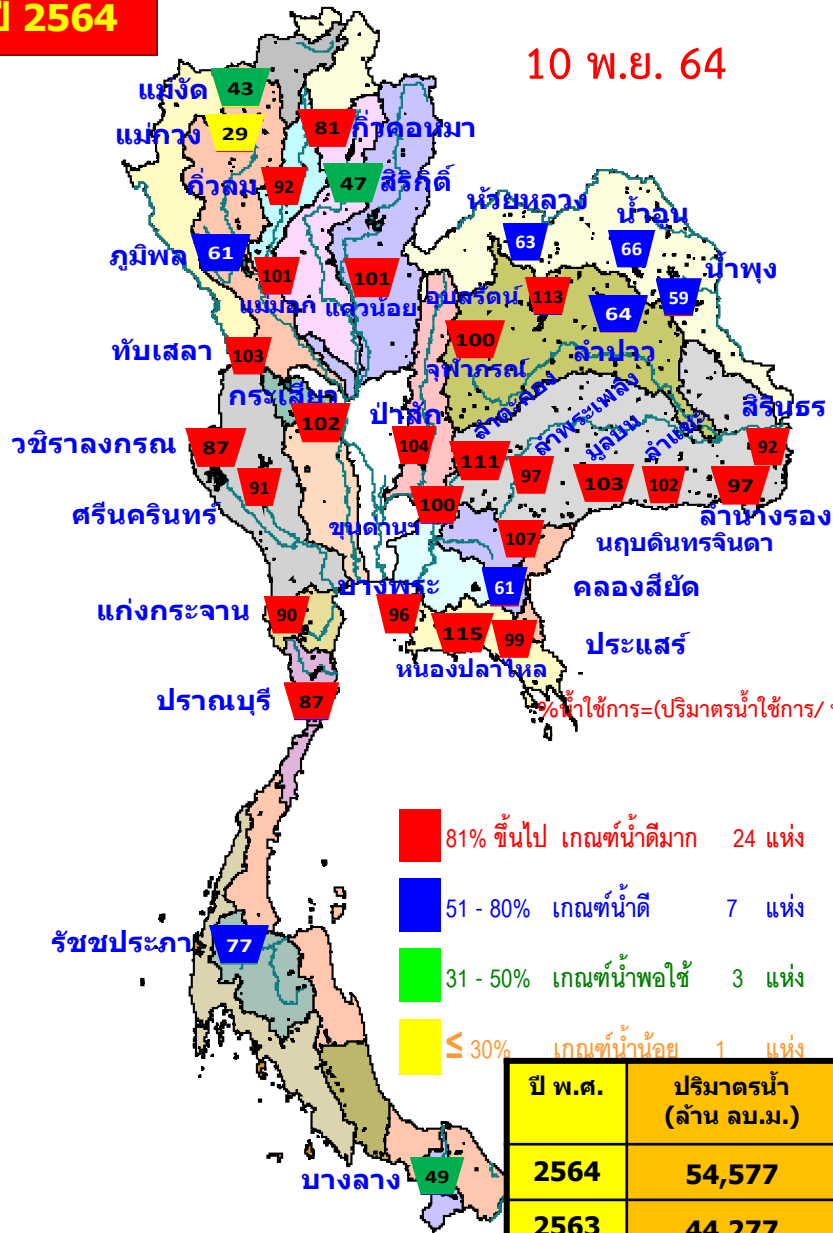 ปี 2564
10 พ.ย. 64
แม่งัด 43
แม่กวง 29
81 กิ่วคอหมา
กิ่วลม 92
47 สิริกิติ์
ห้วยหลวง 63
น้ำอูน 66
น้ำพุง 59
ภูมิพล 61
101 แม่มอก
101 แควน้อย
อุบลรัตน์ 113
64 ลำปาว
100 จุฬาภรณ์
ทับเสลา 103
กระเสียว 102
ป่าสัก 104
ลำตะคอง 111
ลำพระเพลิง 97
มูลบน 103
ลำแชะ 102
สิรินธร 92
97 ลำนางรอง
วชิราลงกรณ 87
91 ศรีนครินทร์
100 ขุนด่านฯ
107 นฤบดินทรจินดา
บางพระ 96
61 คลองสียัด
แก่งกระจาน 90
115 หนองปลาไหล
99 ประแสร์
ปราณบุรี 87
%น้ำใช้การ=(ปริมาตรน้ำใช้การ/
81% ขึ้นไป เกณฑ์น้ำดีมาก 24 แห่ง
51 - 80% เกณฑ์น้ำดี 7 แห่ง
รัชชประภา 77
31 - 50% เกณฑ์น้ำพอใช้ 3 แห่ง
≤ 30% เกณฑ์น้ำน้อย 1 แห่ง
บางลาง 49
ปี พ.ศ. ปริมาตรน้ำ
(ล้าน ลบ.ม.)
2564 54,577
2563 44,277